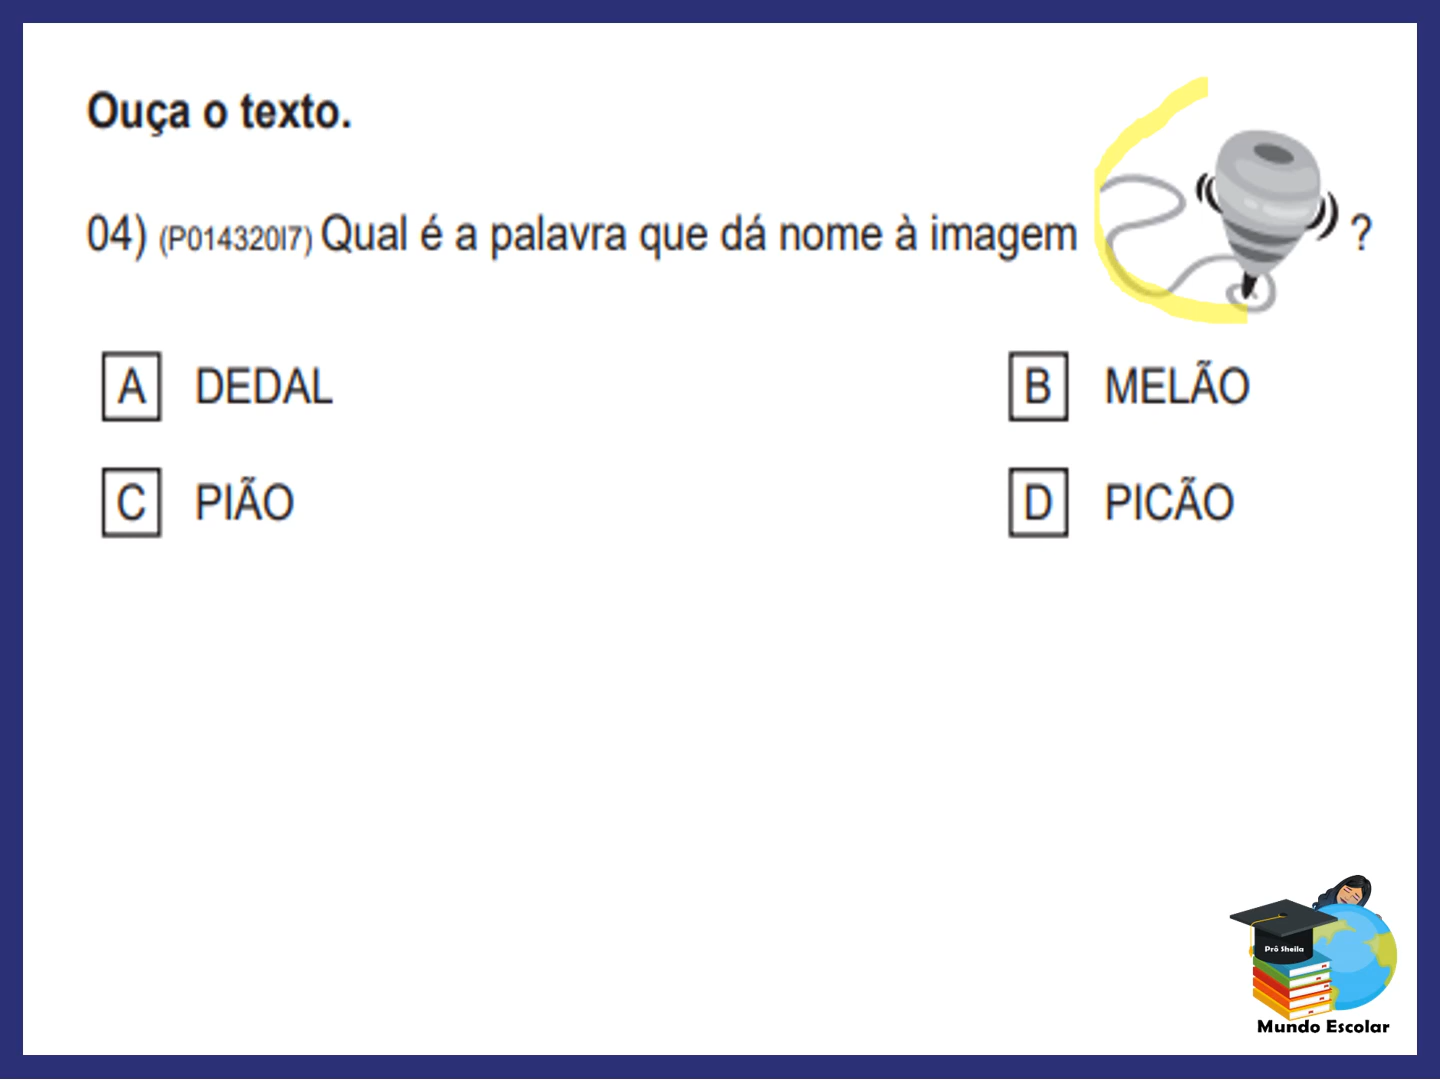 Ouça o texto.
04) (P014320I7) Qual é a palavra que dá nome à imagem ?
A DEDAL
B MELÃO
C PIÃO
D PICÃO
Prô Sheila
Mundo Escolar